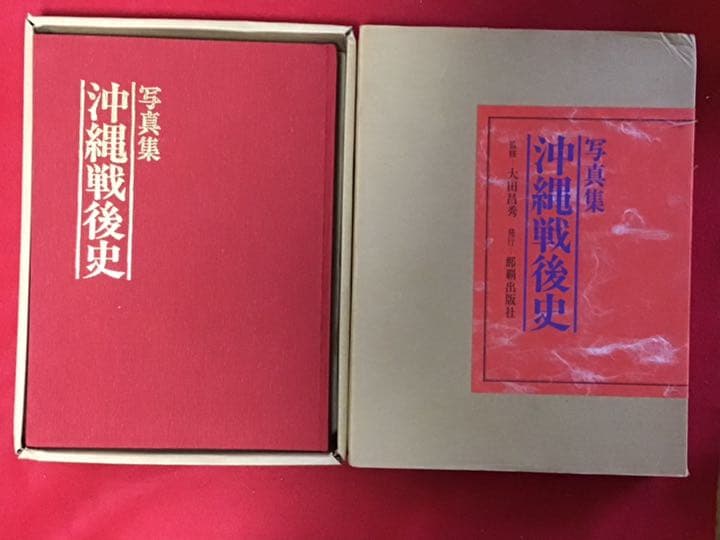 写真集
沖縄戦後史
写真集
沖縄戦後史
監修 大田昌秀 発行 那覇出版社